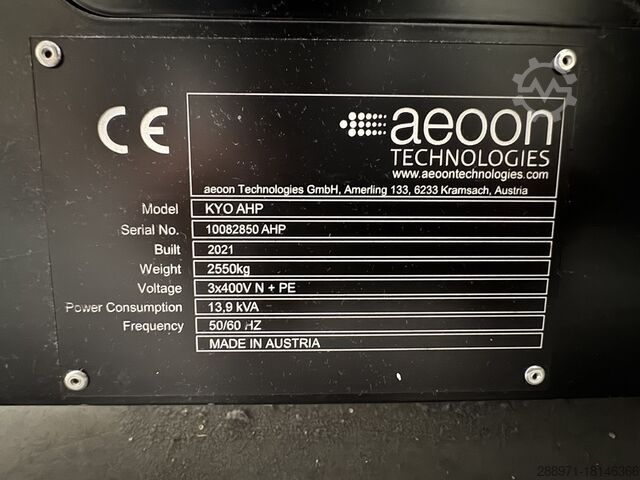 CE
aeoon
TECHNOLOGIES
www.aeoontechnologies.com
aeoon Technologies GmbH, Amerling 133, 6233 Kramsach, Austria
Model KYO AHP
Serial No. 10082850 AHP
Built 2021
Weight 2550kg
Voltage 3x400V N + PE
Power Consumption 13,9 kVA
Frequency 50/60 HZ
MADE IN AUSTRIA
288971-18146366